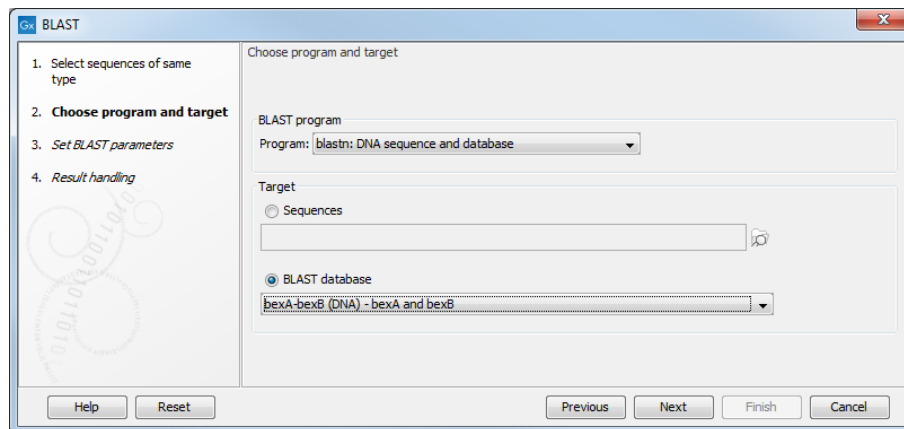 Gx BLAST
1. Select sequences of same
type
2. Choose program and target
3. Set BLAST parameters
4. Result handling
Choose program and target
BLAST program
Program: blastn: DNA sequence and database
Target
Sequences
BLAST database
bexA-bexB (DNA) - bexA and bexB
Help Reset Previous Next Finish Cancel